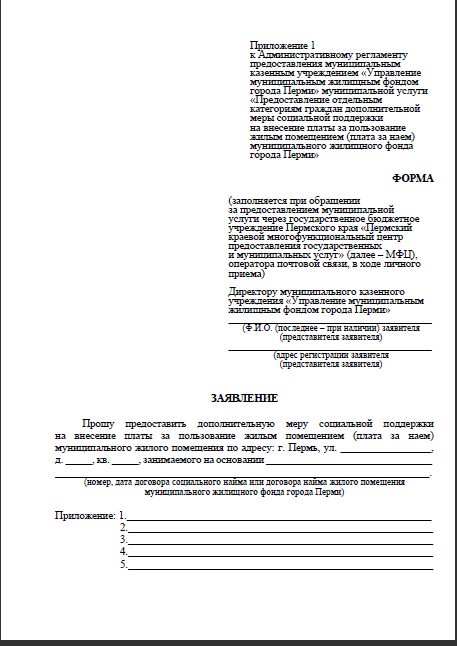 Приложение 1
к Административному регламенту
предоставления муниципальным
казенным учреждением «Управление
муниципальным жилищным фондом
города Перми» муниципальной услуги
«Предоставление отдельным
категориям граждан дополнительной
меры социальной поддержки
на внесение платы за пользование
жилым помещением (плата за наем)
муниципального жилищного фонда
города Перми»
ФОРМА
(заполняется при обращении
за предоставлением муниципальной
услуги через государственное бюджетное
учреждение Пермского края «Пермский
краевой многофункциональный центр
предоставления государственных
и муниципальных услуг» (далее – МФЦ),
оператора почтовой связи, в ходе личного
приема)
Директору муниципального казенного
учреждения «Управление муниципальным
жилищным фондом города Перми»
(Ф.И.О. (последнее – при наличии) заявителя
(представителя заявителя)
(адрес регистрации заявителя
(представителя заявителя)
ЗАЯВЛЕНИЕ
Прошу предоставить дополнительную меру социальной поддержки
на внесение платы за пользование жилым помещением (плата за наем)
муниципального жилого помещения по адресу: г. Пермь, ул. ________________,
д. _____, кв. _____, занимаемого на основании ______________________________
____________________________________________________________________.
(номер, дата договора социального найма или договора найма жилого помещения
муниципального жилищного фонда города Перми)
Приложение: 1.________________________________________________________
2.________________________________________________________
3.________________________________________________________
4.________________________________________________________
5.________________________________________________________